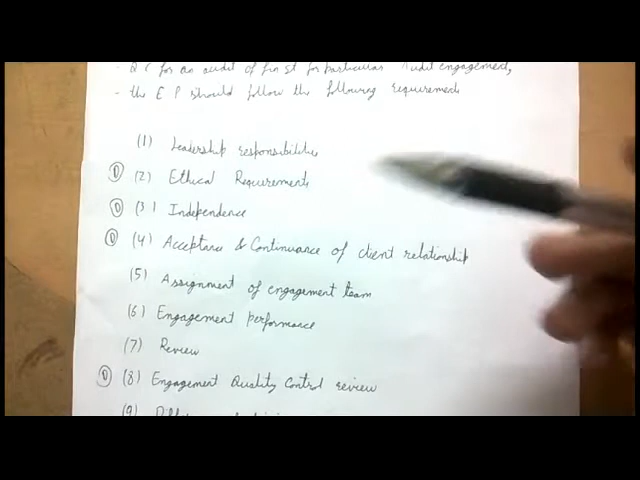 - Q C for an audit of fin st for particular Audit engagement,
- the E P should follow the following requirements
(1) Leadership responsibilities
D (2) Ethical Requirements
D (3) Independence
D (4) Acceptance & Continuance of client relationship
(5) Assignment of engagement team
(6) Engagement performance
(7) Review
D (8) Engagement Quality Control review
(9)